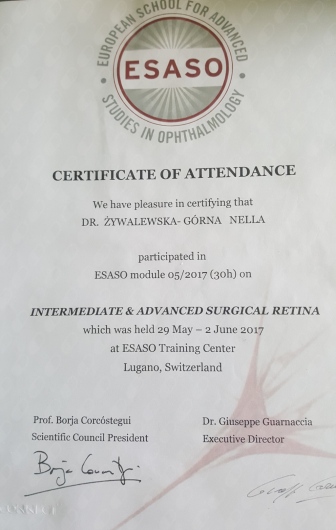 EUROPEAN SCHOOL FOR ADVANCED
ESASO
STUDIES IN OPHTHALMOLOGY
CERTIFICATE OF ATTENDANCE
We have pleasure in certifying that
DR. ŻYWALEWSKA- GÓRNA NELLA
participated in
ESASO module 05/2017 (30h) on
INTERMEDIATE & ADVANCED SURGICAL RETINA
which was held 29 May – 2 June 2017
at ESASO Training Center
Lugano, Switzerland
Prof. Borja Corcóstegui
Scientific Council President
Dr. Giuseppe Guarnaccia
Executive Director